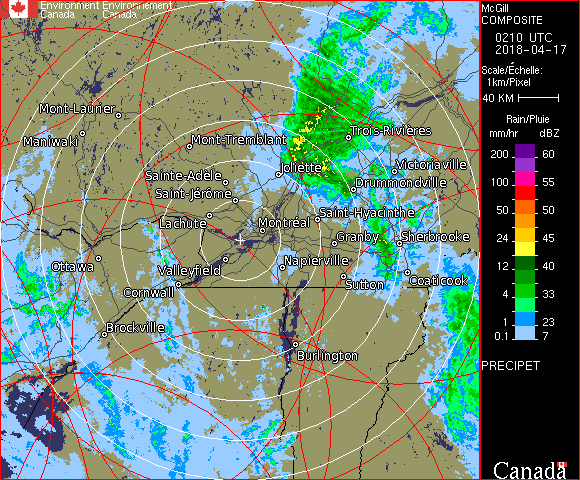 Environment Environnement
Canada Canada
McGill
COMPOSITE
0210 UTC
2018-04-17
Scale/Échelle:
1km/Pixel
40 KM
Rain/Pluie
mm/hr dBZ
200 60
100 55
50 50
24 45
12 40
4 33
1 23
0.1 7
PRECIPET
Canada
Mont-Laurier
Maniwaki
Mont-Tremblant
Trois-Rivières
Joliette
Victoriaville
Sainte-Adèle
Drummondville
Saint-Jérôme
Lachute
Saint-Hyacinthe
Montréal
Granby
Sherbrooke
Ottawa
Valleyfield
Napierville
Coaticook
Cornwall
Sutton
Brockville
Burlington